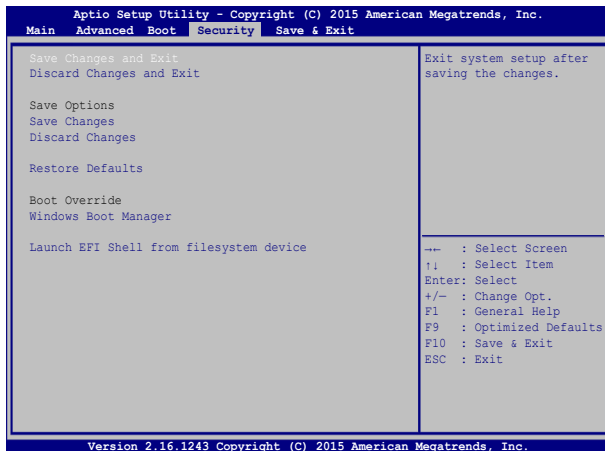 Aptio Setup Utility - Copyright (C) 2015 American Megatrends, Inc.
Main Advanced Boot Security Save & Exit
Save Changes and Exit
Discard Changes and Exit
Save Options
Save Changes
Discard Changes
Restore Defaults
Boot Override
Windows Boot Manager
Launch EFI Shell from filesystem device
Exit system setup after
saving the changes.
→← : Select Screen
↑↓ : Select Item
Enter: Select
+/— : Change Opt.
F1 : General Help
F9 : Optimized Defaults
F10 : Save & Exit
ESC : Exit
Version 2.16.1243 Copyright (C) 2015 American Megatrends, Inc.